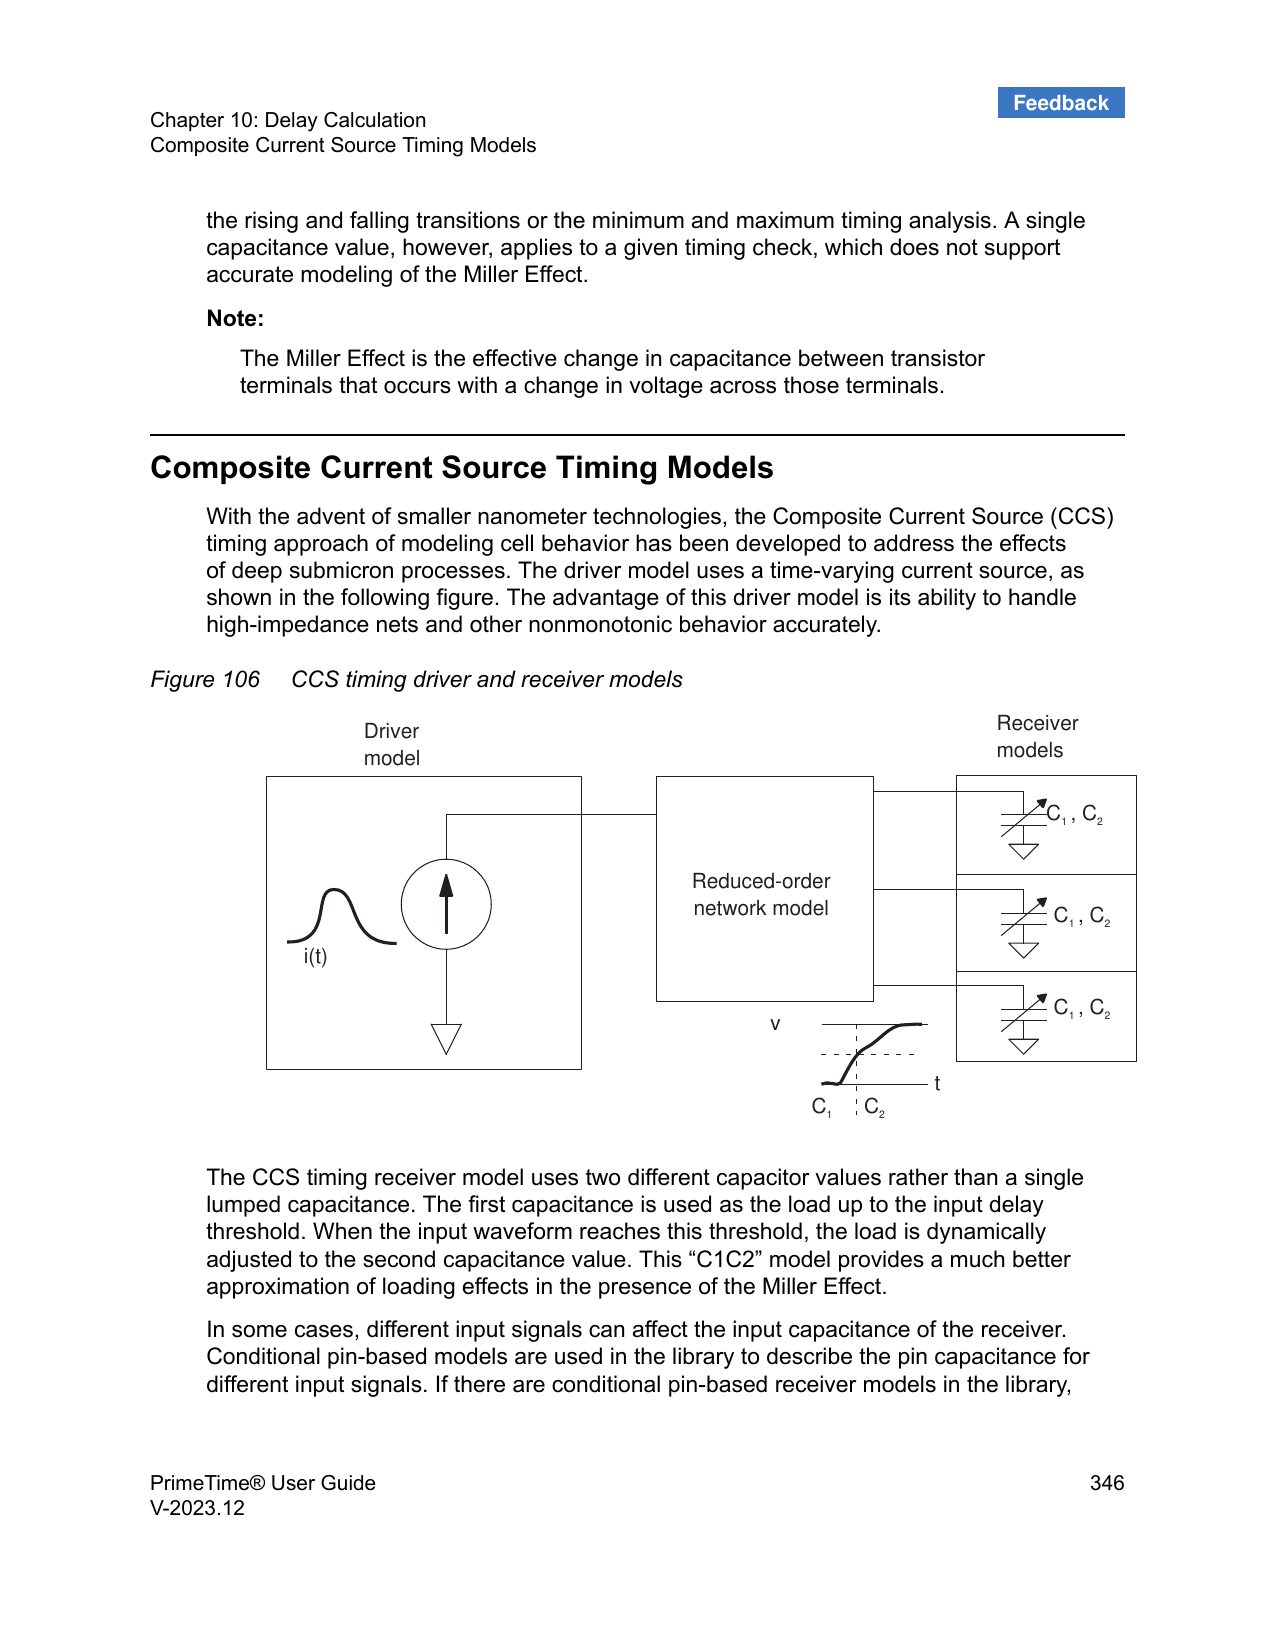 Feedback
Chapter 10: Delay Calculation
Composite Current Source Timing Models
the rising and falling transitions or the minimum and maximum timing analysis. A single
capacitance value, however, applies to a given timing check, which does not support
accurate modeling of the Miller Effect.
Note:
The Miller Effect is the effective change in capacitance between transistor
terminals that occurs with a change in voltage across those terminals.
Composite Current Source Timing Models
With the advent of smaller nanometer technologies, the Composite Current Source (CCS)
timing approach of modeling cell behavior has been developed to address the effects
of deep submicron processes. The driver model uses a time-varying current source, as
shown in the following figure. The advantage of this driver model is its ability to handle
high-impedance nets and other nonmonotonic behavior accurately.
Figure 106 CCS timing driver and receiver models
Driver
model
Receiver
models
C₁ , C₂
Reduced-order
network model
C₁ , C₂
i(t)
C₁ , C₂
v
t
C₁ C₂
The CCS timing receiver model uses two different capacitor values rather than a single
lumped capacitance. The first capacitance is used as the load up to the input delay
threshold. When the input waveform reaches this threshold, the load is dynamically
adjusted to the second capacitance value. This “C1C2” model provides a much better
approximation of loading effects in the presence of the Miller Effect.
In some cases, different input signals can affect the input capacitance of the receiver.
Conditional pin-based models are used in the library to describe the pin capacitance for
different input signals. If there are conditional pin-based receiver models in the library,
PrimeTime® User Guide 346
V-2023.12